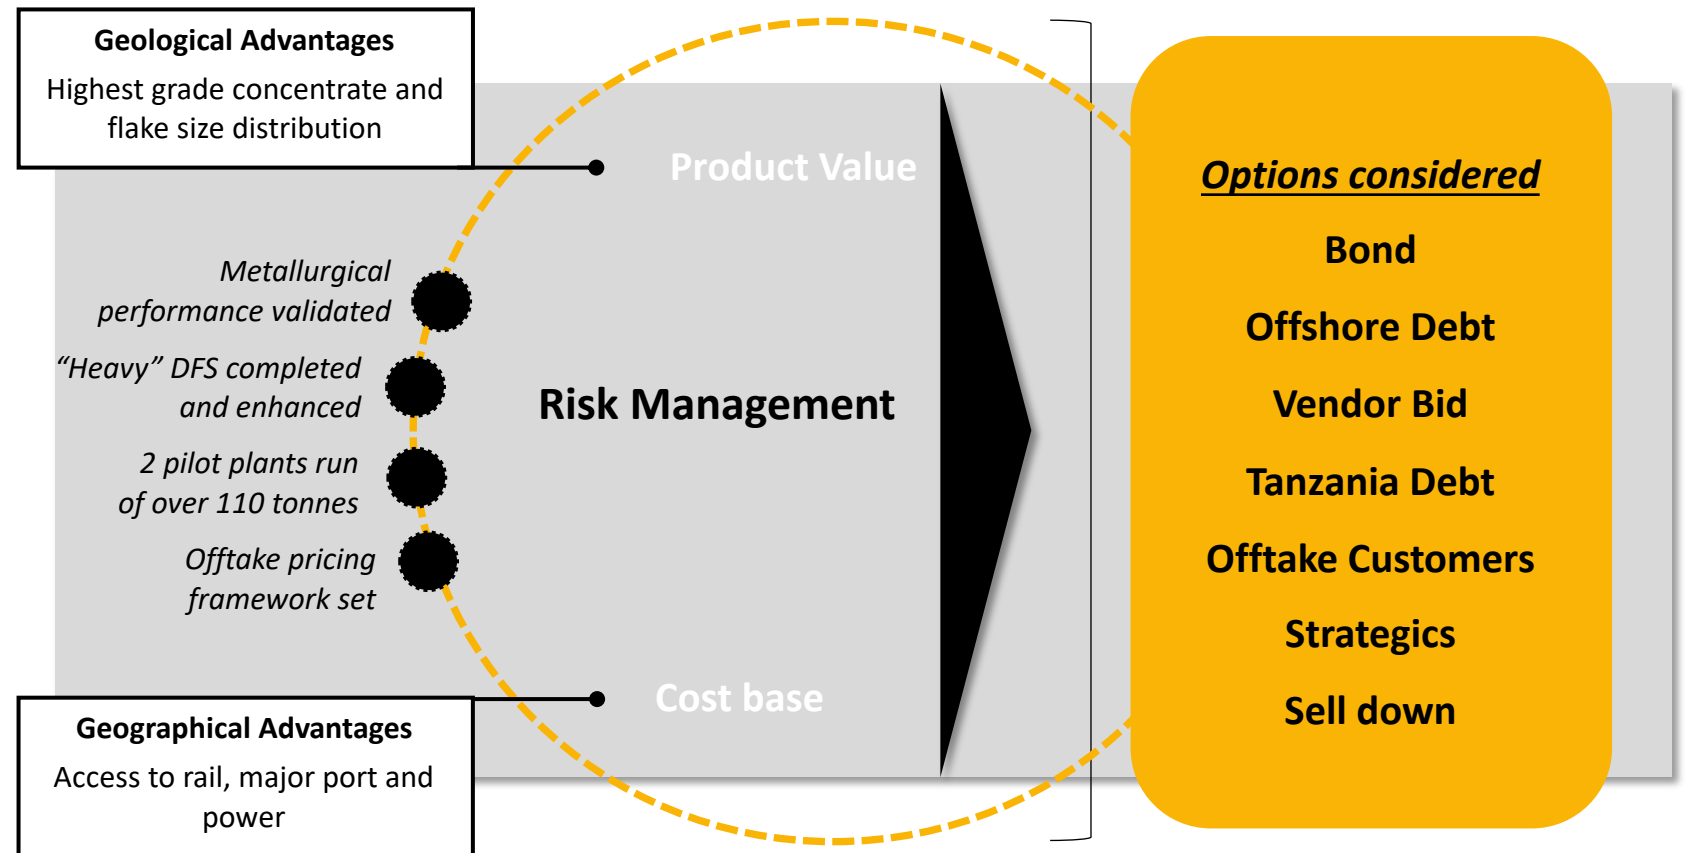 Geological Advantages
Highest grade concentrate and
flake size distribution
Product Value
Metallurgical
performance validated
“Heavy” DFS completed
and enhanced
2 pilot plants run
of over 110 tonnes
Offtake pricing
framework set
Risk Management
Cost base
Geographical Advantages
Access to rail, major port and
power
Options considered
Bond
Offshore Debt
Vendor Bid
Tanzania Debt
Offtake Customers
Strategics
Sell down